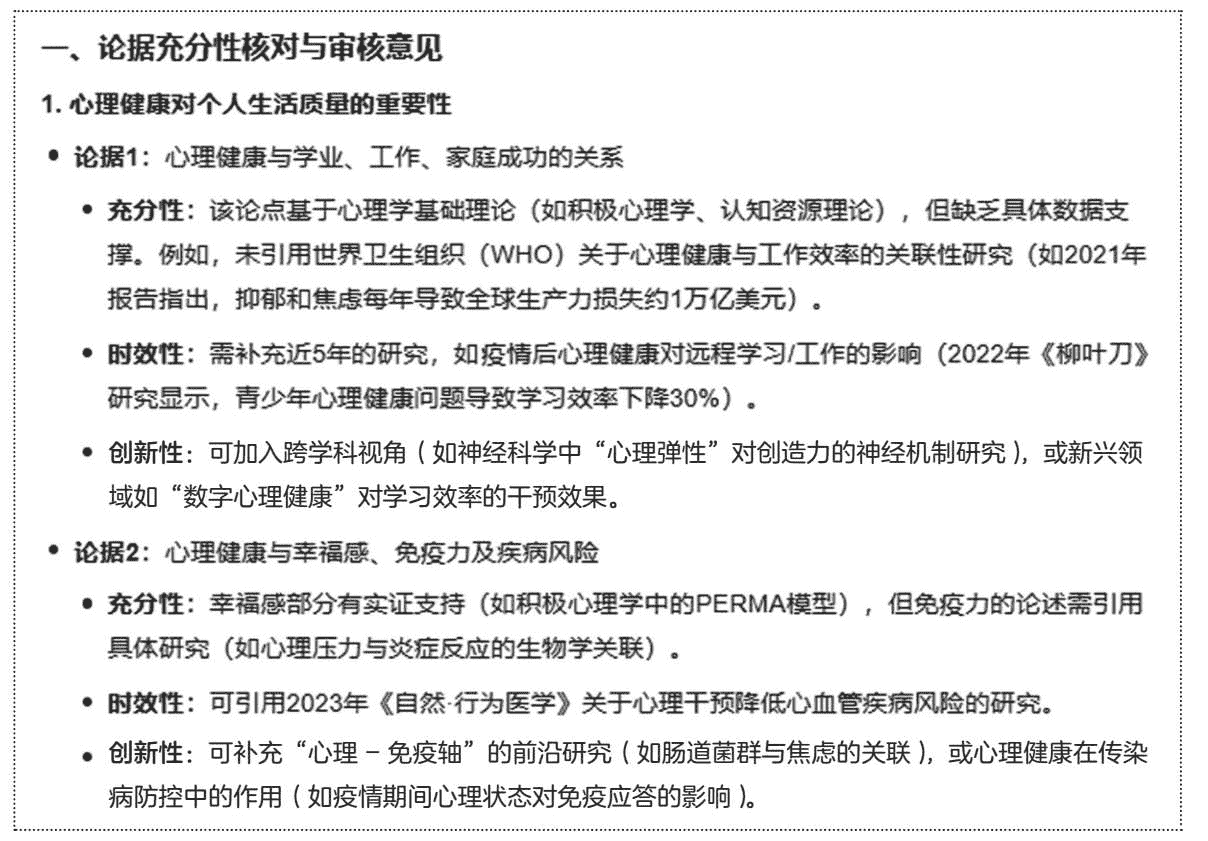 一、论据充分性核对与审核意见
1. 心理健康对个人生活质量的重要性
• 论据1：心理健康与学业、工作、家庭成功的关系
• 充分性：该论点基于心理学基础理论（如积极心理学、认知资源理论），但缺乏具体数据支
撑。例如，未引用世界卫生组织（WHO）关于心理健康与工作效率的关联性研究（如2021年
报告指出，抑郁和焦虑每年导致全球生产力损失约1万亿美元）。
• 时效性：需补充近5年的研究，如疫情后心理健康对远程学习/工作的影响（2022年《柳叶刀》
研究显示，青少年心理健康问题导致学习效率下降30%）。
• 创新性：可加入跨学科视角（如神经科学中“心理弹性”对创造力的神经机制研究），或新兴领
域如“数字心理健康”对学习效率的干预效果。
• 论据2：心理健康与幸福感、免疫力及疾病风险
• 充分性：幸福感部分有实证支持（如积极心理学中的PERMA模型），但免疫力的论述需引用
具体研究（如心理压力与炎症反应的生物学关联）。
• 时效性：可引用2023年《自然·行为医学》关于心理干预降低心血管疾病风险的研究。
• 创新性：可补充“心理－免疫轴”的前沿研究（如肠道菌群与焦虑的关联），或心理健康在传染
病防控中的作用（如疫情期间心理状态对免疫应答的影响）。